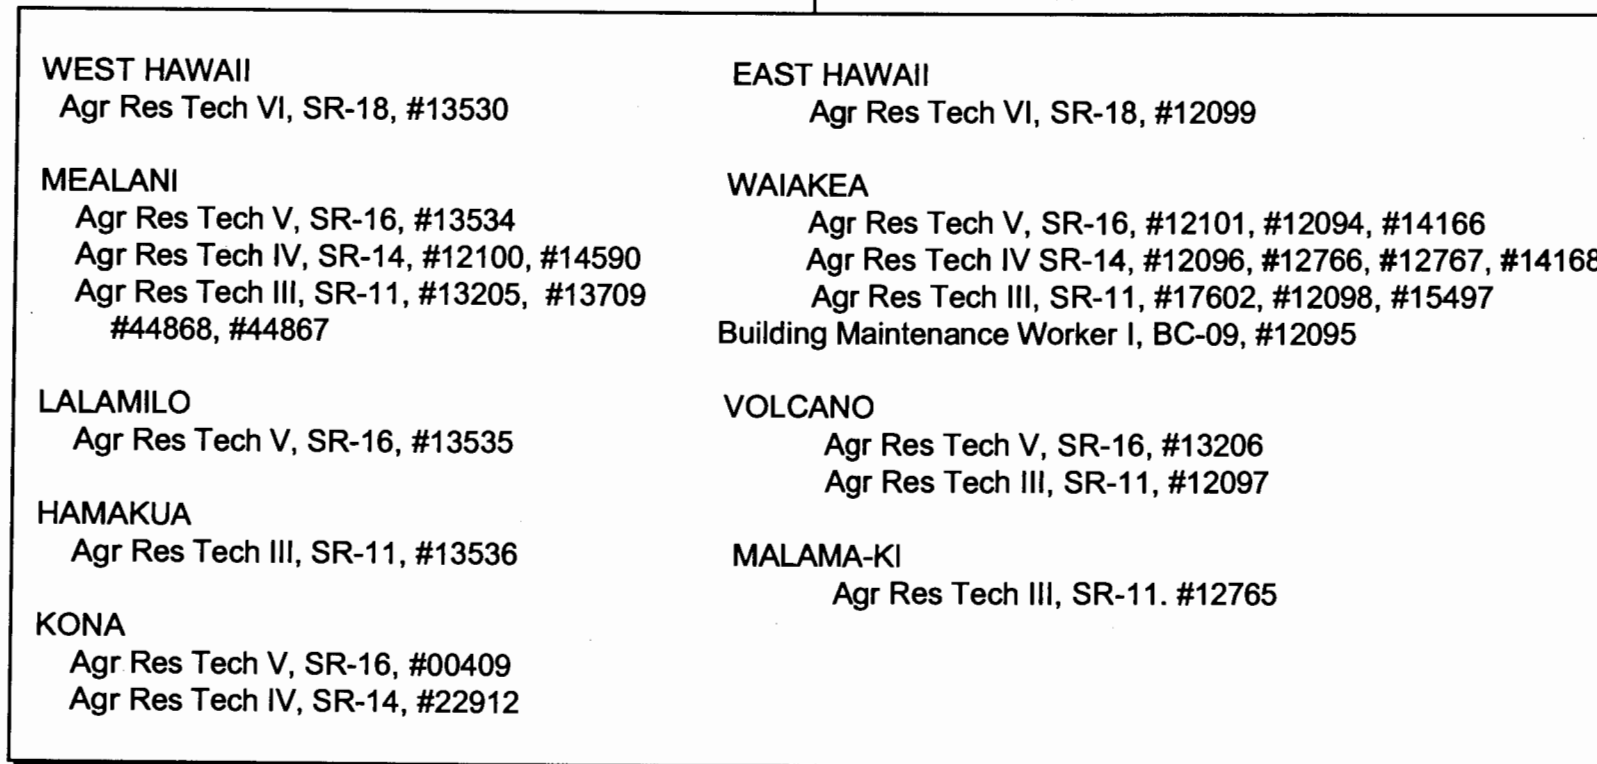 WEST HAWAII
Agr Res Tech VI, SR-18, #13530
MEALANI
Agr Res Tech V, SR-16, #13534
Agr Res Tech IV, SR-14, #12100, #14590
Agr Res Tech III, SR-11, #13205, #13709
#44868, #44867
LALAMILO
Agr Res Tech V, SR-16, #13535
HAMAKUA
Agr Res Tech III, SR-11, #13536
KONA
Agr Res Tech V, SR-16, #00409
Agr Res Tech IV, SR-14, #22912
EAST HAWAII
Agr Res Tech VI, SR-18, #12099
WAIAKEA
Agr Res Tech V, SR-16, #12101, #12094, #14166
Agr Res Tech IV SR-14, #12096, #12766, #12767, #14168
Agr Res Tech III, SR-11, #17602, #12098, #15497
Building Maintenance Worker I, BC-09, #12095
VOLCANO
Agr Res Tech V, SR-16, #13206
Agr Res Tech III, SR-11, #12097
MALAMA-KI
Agr Res Tech III, SR-11. #12765